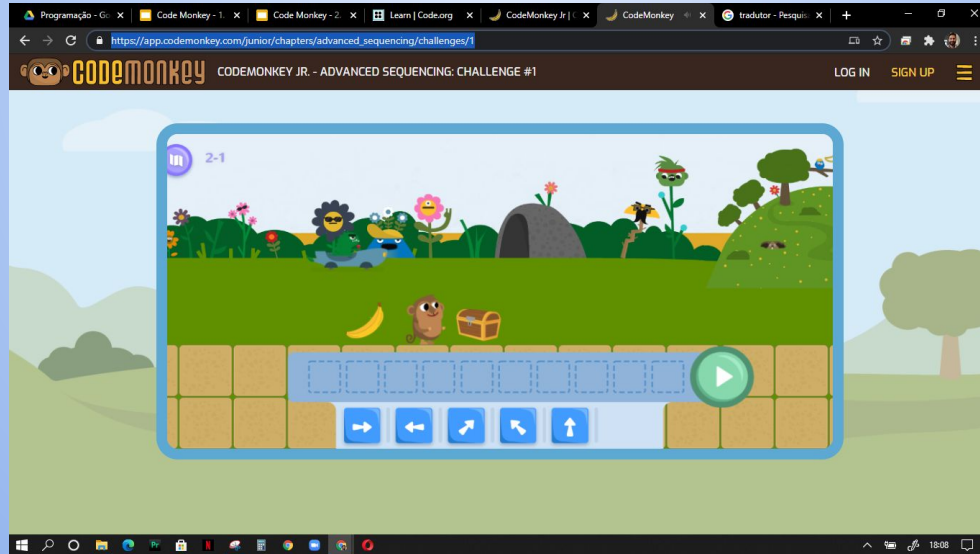 Programação - Go
Code Monkey - 1.
Code Monkey - 2.
Learn | Code.org
CodeMonkey Jr |
CodeMonkey
tradutor - Pesquis
https://app.codemonkey.com/junior/chapters/advanced_sequencing/challenges/1
CODEMONKEY CODEMONKEY JR. - ADVANCED SEQUENCING: CHALLENGE #1 LOG IN SIGN UP
2-1
18:08